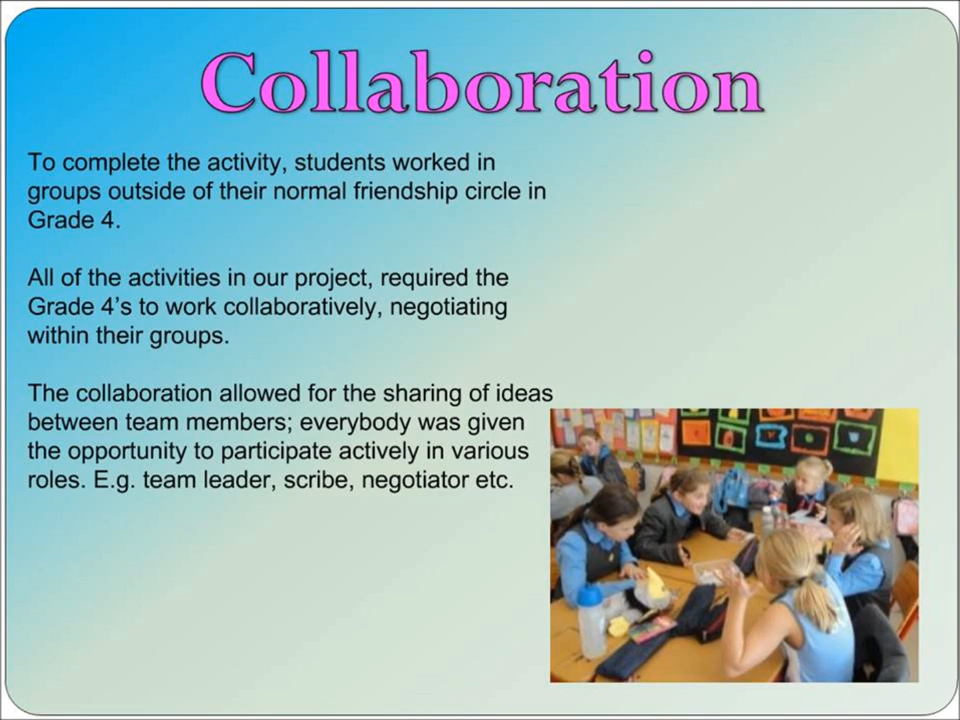 Collaboration
To complete the activity, students worked in
groups outside of their normal friendship circle in
Grade 4.
All of the activities in our project, required the
Grade 4’s to work collaboratively, negotiating
within their groups.
The collaboration allowed for the sharing of ideas
between team members; everybody was given
the opportunity to participate actively in various
roles. E.g. team leader, scribe, negotiator etc.